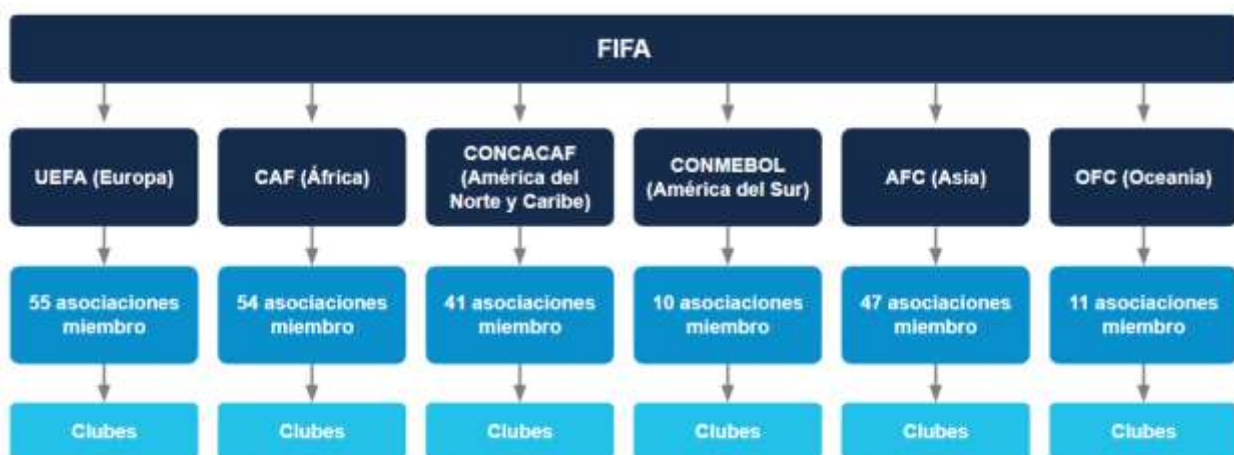 FIFA
UEFA (Europa)
CAF (África)
CONCACAF
(América del
Norte y Caribe)
CONMEBOL
(América del Sur)
AFC (Asia)
OFC (Oceania)
55 asociaciones
miembro
54 asociaciones
miembro
41 asociaciones
miembro
10 asociaciones
miembro
47 asociaciones
miembro
11 asociaciones
miembro
Clubes
Clubes
Clubes
Clubes
Clubes
Clubes